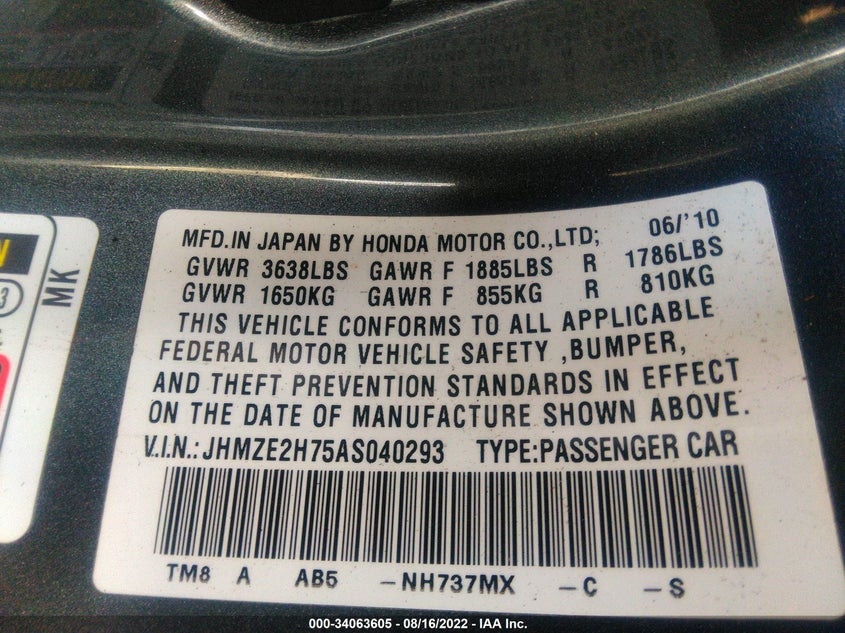 MFD.IN JAPAN BY HONDA MOTOR CO.,LTD; 06/'10
GVWR 3638LBS GAWR F 1885LBS R 1786LBS
GVWR 1650KG GAWR F 855KG R 810KG
THIS VEHICLE CONFORMS TO ALL APPLICABLE
FEDERAL MOTOR VEHICLE SAFETY ,BUMPER,
AND THEFT PREVENTION STANDARDS IN EFFECT
ON THE DATE OF MANUFACTURE SHOWN ABOVE.
V.I.N.:JHMZE2H75AS040293 TYPE:PASSENGER CAR
TM8 A AB5 -NH737MX -C -S
MK
N
3
000-34063605 - 08/16/2022 - IAA Inc.